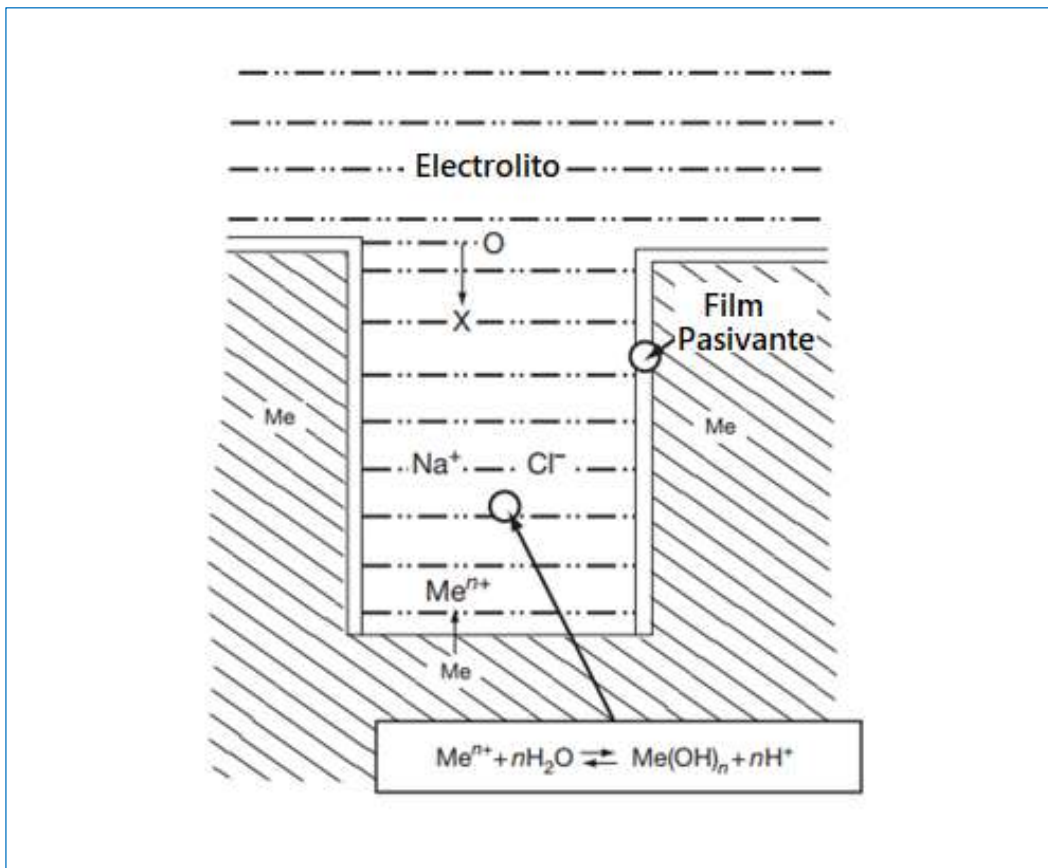 Electrolito
O
X
Film
Pasivante
Me
Me
Na⁺ Cl⁻
Meⁿ⁺
Me
Meⁿ⁺ + nH₂O ⇌ Me(OH)ₙ + nH⁺